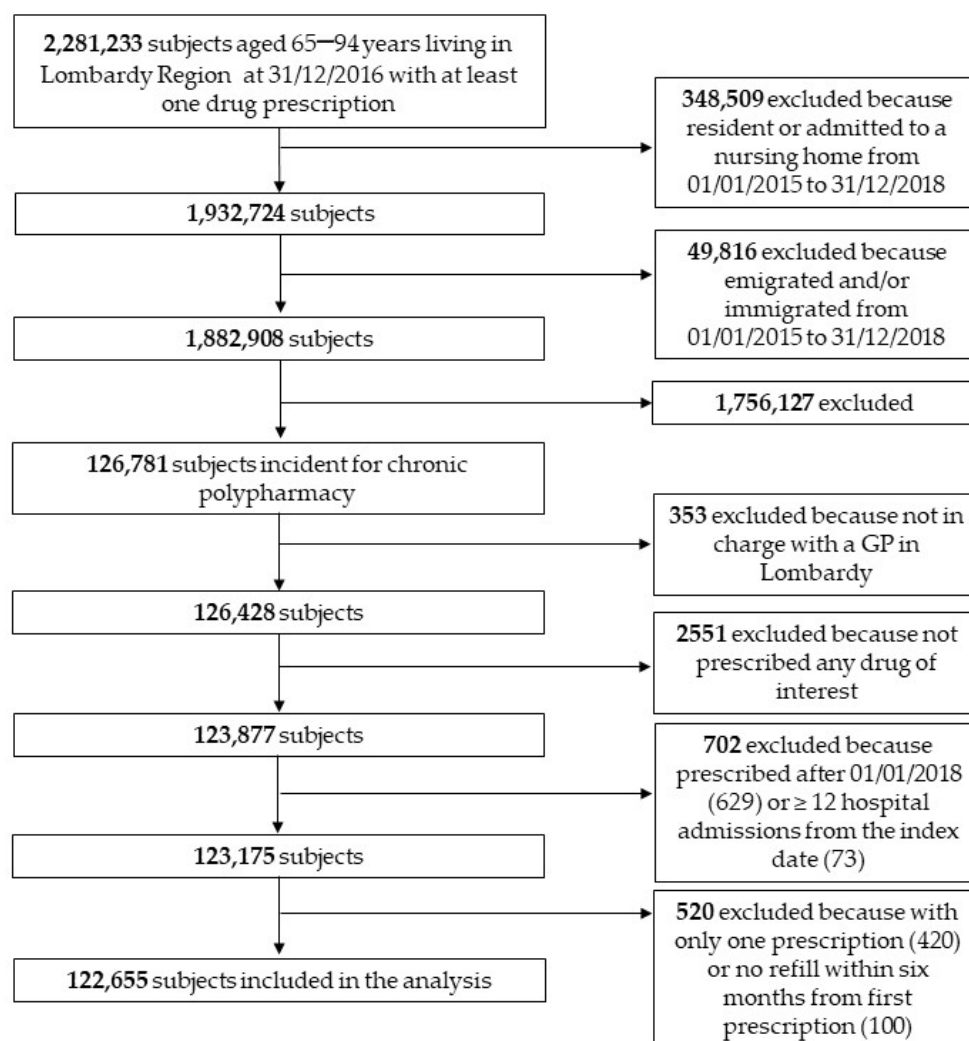 2,281,233 subjects aged 65–94 years living in
Lombardy Region at 31/12/2016 with at least
one drug prescription
348,509 excluded because
resident or admitted to a
nursing home from
01/01/2015 to 31/12/2018
1,932,724 subjects
49,816 excluded because
emigrated and/or
immigrated from
01/01/2015 to 31/12/2018
1,882,908 subjects
1,756,127 excluded
126,781 subjects incident for chronic
polypharmacy
353 excluded because not in
charge with a GP in
Lombardy
126,428 subjects
2551 excluded because not
prescribed any drug of
interest
123,877 subjects
702 excluded because
prescribed after 01/01/2018
(629) or ≥ 12 hospital
admissions from the index
date (73)
123,175 subjects
520 excluded because with
only one prescription (420)
or no refill within six
months from first
prescription (100)
122,655 subjects included in the analysis